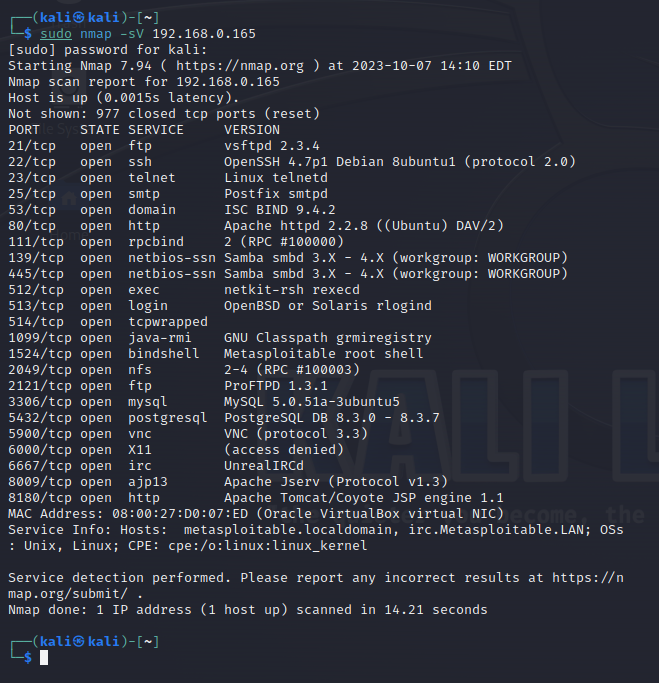 ┌──(kali㉿kali)-[~]
└─$ sudo nmap -sV 192.168.0.165
[sudo] password for kali:
Starting Nmap 7.94 ( https://nmap.org ) at 2023-10-07 14:10 EDT
Nmap scan report for 192.168.0.165
Host is up (0.0015s latency).
Not shown: 977 closed tcp ports (reset)
PORT     STATE SERVICE     VERSION
21/tcp   open  ftp         vsftpd 2.3.4
22/tcp   open  ssh         OpenSSH 4.7p1 Debian 8ubuntu1 (protocol 2.0)
23/tcp   open  telnet      Linux telnetd
25/tcp   open  smtp        Postfix smtpd
53/tcp   open  domain      ISC BIND 9.4.2
80/tcp   open  http        Apache httpd 2.2.8 ((Ubuntu) DAV/2)
111/tcp  open  rpcbind     2 (RPC #100000)
139/tcp  open  netbios-ssn Samba smbd 3.X - 4.X (workgroup: WORKGROUP)
445/tcp  open  netbios-ssn Samba smbd 3.X - 4.X (workgroup: WORKGROUP)
512/tcp  open  exec        netkit-rsh rexecd
513/tcp  open  login       OpenBSD or Solaris rlogind
514/tcp  open  tcpwrapped
1099/tcp open  java-rmi    GNU Classpath grmiregistry
1524/tcp open  bindshell   Metasploitable root shell
2049/tcp open  nfs         2-4 (RPC #100003)
2121/tcp open  ftp         ProFTPD 1.3.1
3306/tcp open  mysql       MySQL 5.0.51a-3ubuntu5
5432/tcp open  postgresql  PostgreSQL DB 8.3.0 - 8.3.7
5900/tcp open  vnc         VNC (protocol 3.3)
6000/tcp open  X11         (access denied)
6667/tcp open  irc         UnrealIRCd
8009/tcp open  ajp13       Apache Jserv (Protocol v1.3)
8180/tcp open  http        Apache Tomcat/Coyote JSP engine 1.1
MAC Address: 08:00:27:D0:07:ED (Oracle VirtualBox virtual NIC)
Service Info: Hosts:  metasploitable.localdomain, irc.Metasploitable.LAN; OSs
: Unix, Linux; CPE: cpe:/o:linux:linux_kernel

Service detection performed. Please report any incorrect results at https://n
map.org/submit/ .
Nmap done: 1 IP address (1 host up) scanned in 14.21 seconds

┌──(kali㉿kali)-[~]
└─$